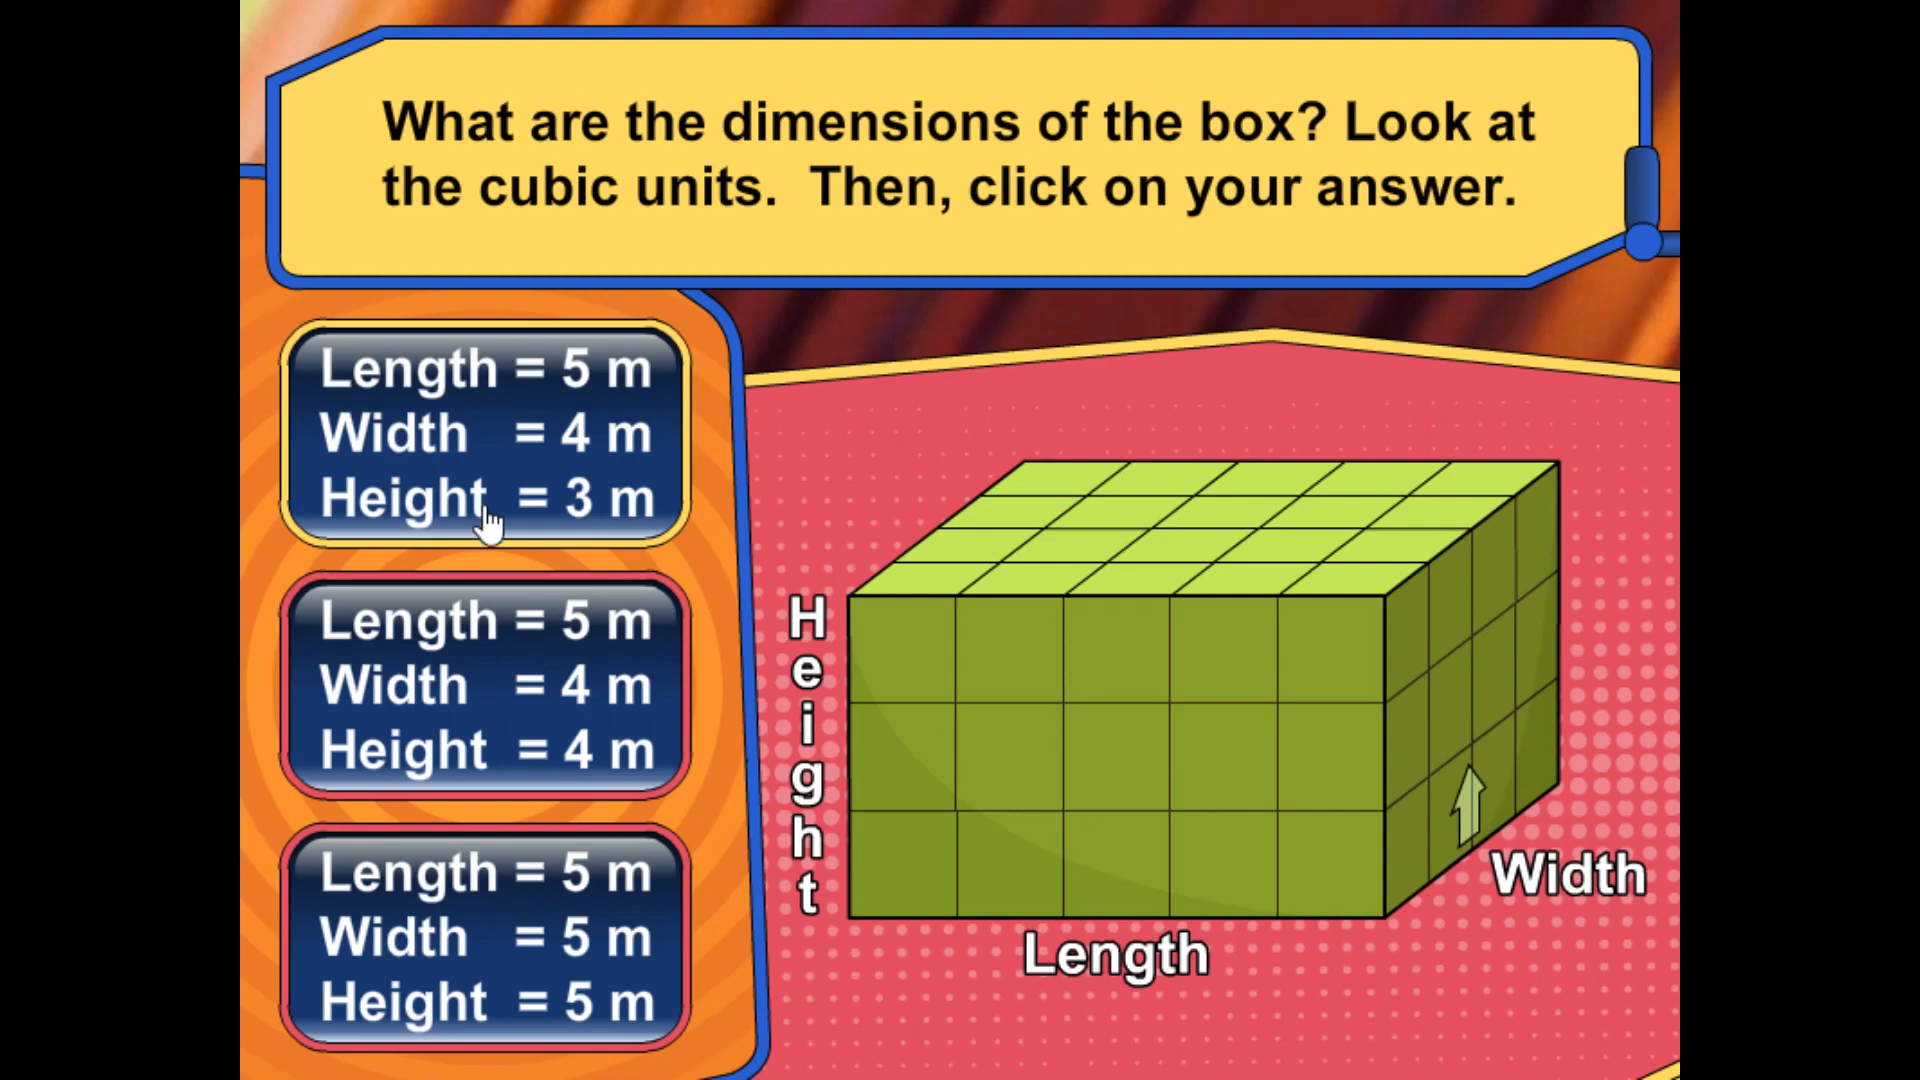 What are the dimensions of the box? Look at
the cubic units. Then, click on your answer.
Length = 5 m
Width = 4 m
Height = 3 m
Length = 5 m
Width = 4 m
Height = 4 m
Length = 5 m
Width = 5 m
Height = 5 m
Height
Width
Length